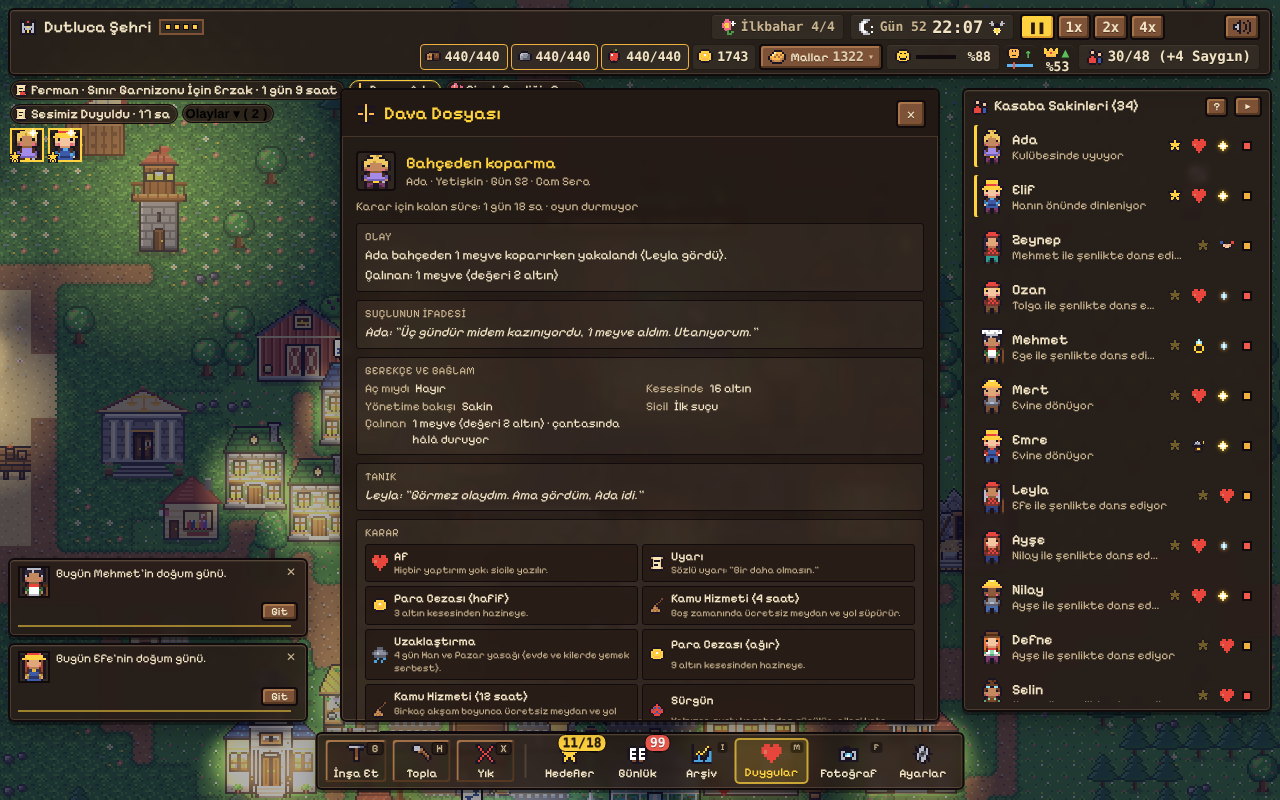 Dutluca Şehri
İlkbahar 4/4
Gün 52 22:07
1x
2x
4x
440/440
440/440
440/440
1743
Mallar 1322
%88
%53
30/48 (+4 Saygın)
Ferman · Sınır Garnizonu İçin Erzak · 1 gün 9 saat
Sesimiz Duyuldu · 17 sa
Olaylar ▾ ( 2 )
Dava Dosyası
×
Bahçeden koparma
Ada · Yetişkin · Gün 52 · Cam Sera
Karar için kalan süre: 1 gün 18 sa · oyun durmuyor
OLAY
Ada bahçeden 1 meyve koparırken yakalandı (Leyla gördü).
Çalınan: 1 meyve (değeri 2 altın)
SUÇLUNUN İFADESİ
Ada: "Üç gündür midem kazınıyordu, 1 meyve aldım. Utanıyorum."
GEREKÇE VE BAĞLAM
Aç mıydı Hayır
Kesesinde 16 altın
Yönetime bakışı Sakin
Sicil İlk suçu
Çalınan 1 meyve (değeri 2 altın) · çantasında
hâlâ duruyor
TANIK
Leyla: "Görmez olaydım. Ama gördüm, Ada idi."
KARAR
Af
Hiçbir yaptırım yok; sicile yazılır.
Uyarı
Sözlü uyarı: "Bir daha olmasın."
Para Cezası (hafif)
3 altın kesesinden hazineye.
Kamu Hizmeti (4 saat)
Boş zamanında ücretsiz meydan ve yol süpürür.
Uzaklaştırma
4 gün Han ve Pazar yasağı (evde ve kilerde yemek
serbest).
Para Cezası (ağır)
9 altın kesesinden hazineye.
Kamu Hizmeti (12 saat)
Birkaç akşam boyunca ücretsiz meydan ve yol
Sürgün
Kasaba Sakinleri (34)
?
Ada
Kulübesinde uyuyor
Elif
Hanın önünde dinleniyor
Zeynep
Mehmet ile şenlikte dans edi...
Ozan
Tolga ile şenlikte dans e...
Mehmet
Ege ile şenlikte dans edi...
Mert
Evine dönüyor
Emre
Evine dönüyor
Leyla
Efe ile şenlikte dans ediyor
Ayşe
Nilay ile şenlikte dans ed...
Nilay
Ayşe ile şenlikte dans ed...
Defne
Ayşe ile şenlikte dans ediyor
Selin
Bugün Mehmet'in doğum günü.
×
Git
Bugün Efe'nin doğum günü.
×
Git
B
İnşa Et
H
Topla
X
Yık
11/18
Hedefler
99
Günlük
I
Arşiv
M
Duygular
F
Fotoğraf
Ayarlar